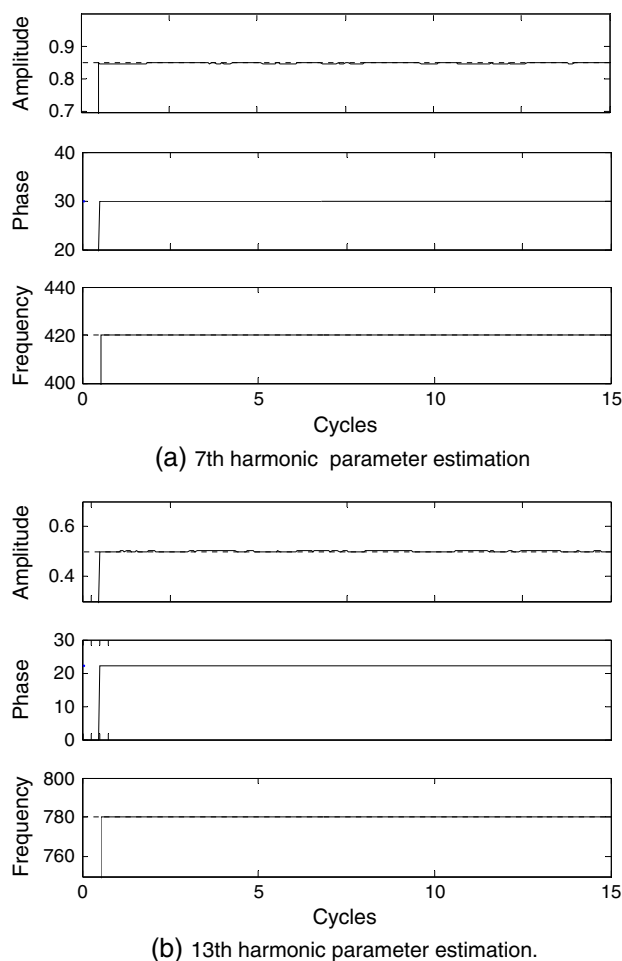 Amplitude
0.9
0.8
0.7
Phase
40
30
20
Frequency
440
420
400
0 5 10 15
Cycles
(a) 7th harmonic parameter estimation
Amplitude
0.6
0.4
Phase
30
20
10
0
Frequency
800
780
760
0 5 10 15
Cycles
(b) 13th harmonic parameter estimation.